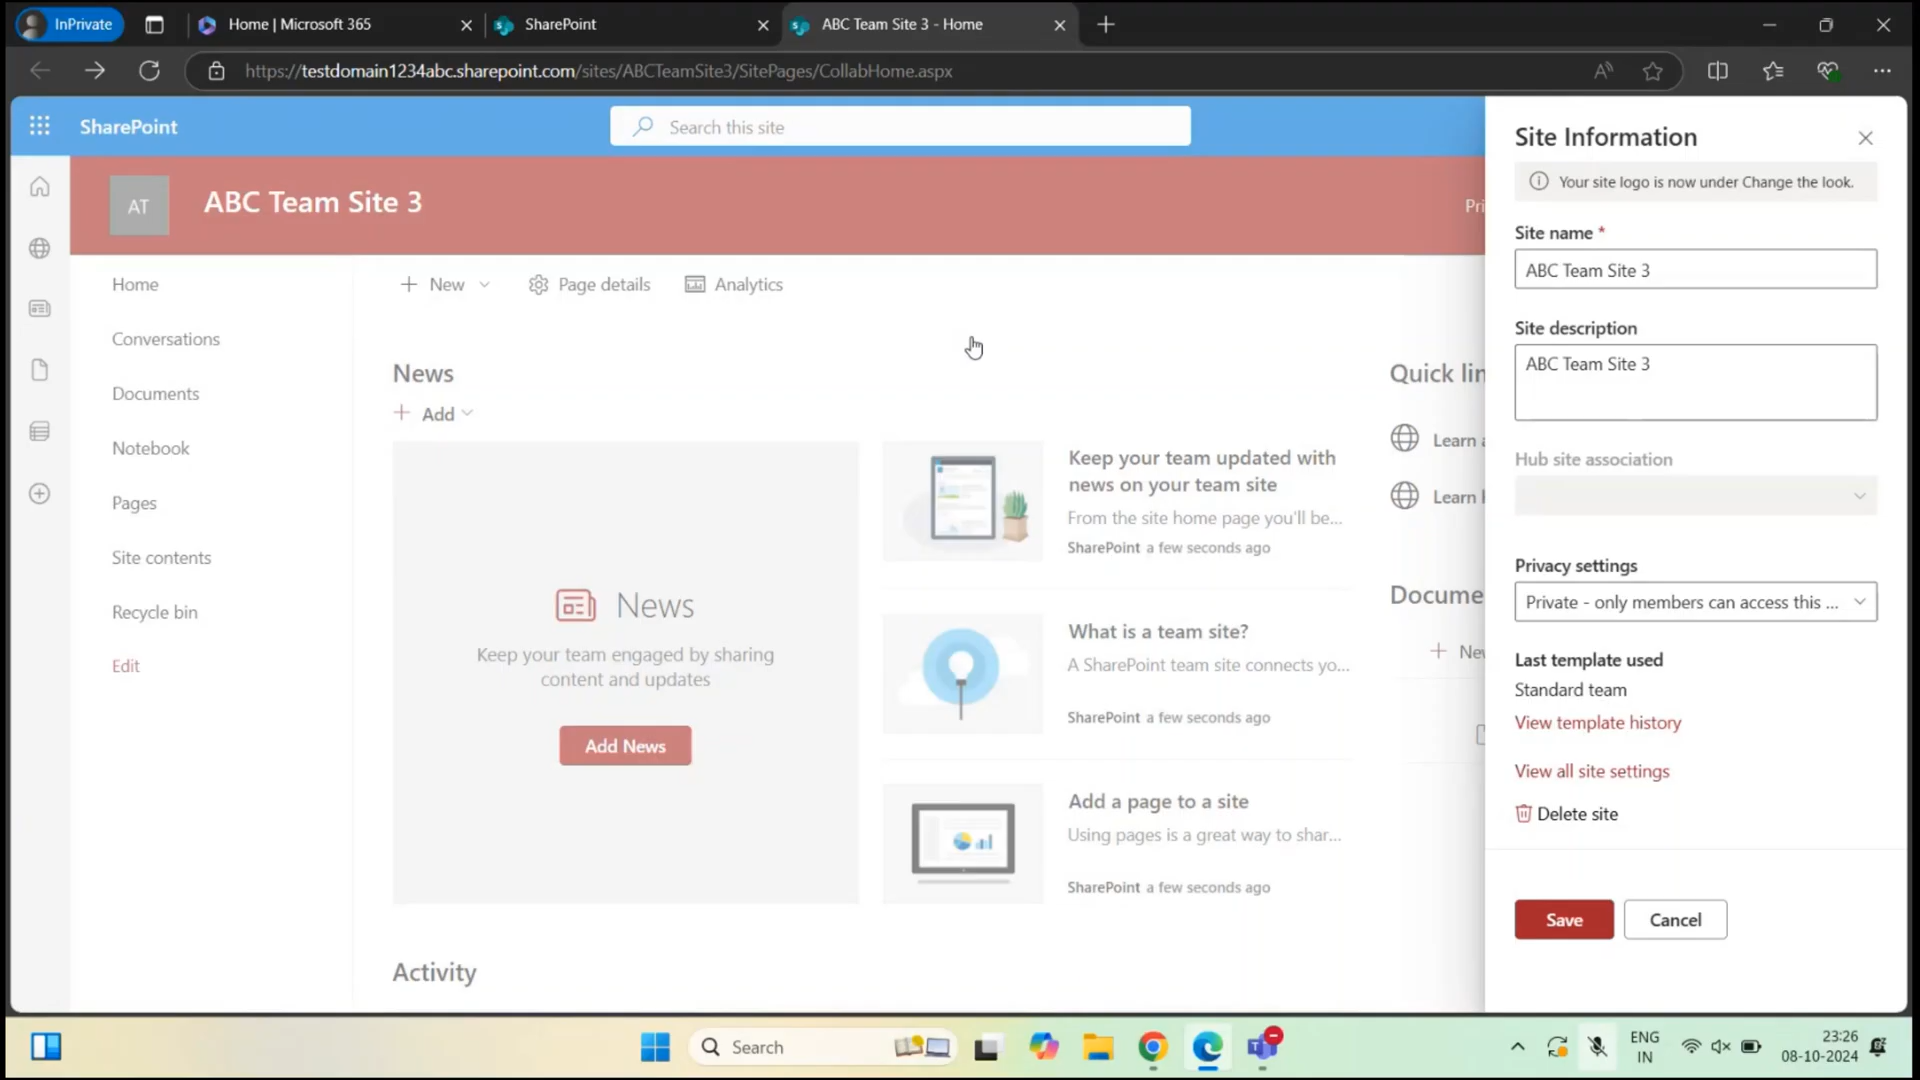 InPrivate
Home | Microsoft 365
SharePoint
ABC Team Site 3 - Home
https://testdomain1234abc.sharepoint.com/sites/ABCTeamSite3/SitePages/CollabHome.aspx
SharePoint
Search this site
AT
ABC Team Site 3
Pri
Home
Conversations
Documents
Notebook
Pages
Site contents
Recycle bin
Edit
New
Page details
Analytics
News
Add
News
Keep your team engaged by sharing
content and updates
Add News
Keep your team updated with
news on your team site
From the site home page you'll be...
SharePoint a few seconds ago
What is a team site?
A SharePoint team site connects yo...
SharePoint a few seconds ago
Add a page to a site
Using pages is a great way to shar...
SharePoint a few seconds ago
Activity
Quick lin
Learn a
Learn
Docume
Nev
Site Information
Your site logo is now under Change the look.
Site name *
ABC Team Site 3
Site description
ABC Team Site 3
Hub site association
Privacy settings
Private - only members can access this ...
Last template used
Standard team
View template history
View all site settings
Delete site
Save
Cancel
Search
ENG
IN
23:26
08-10-2024